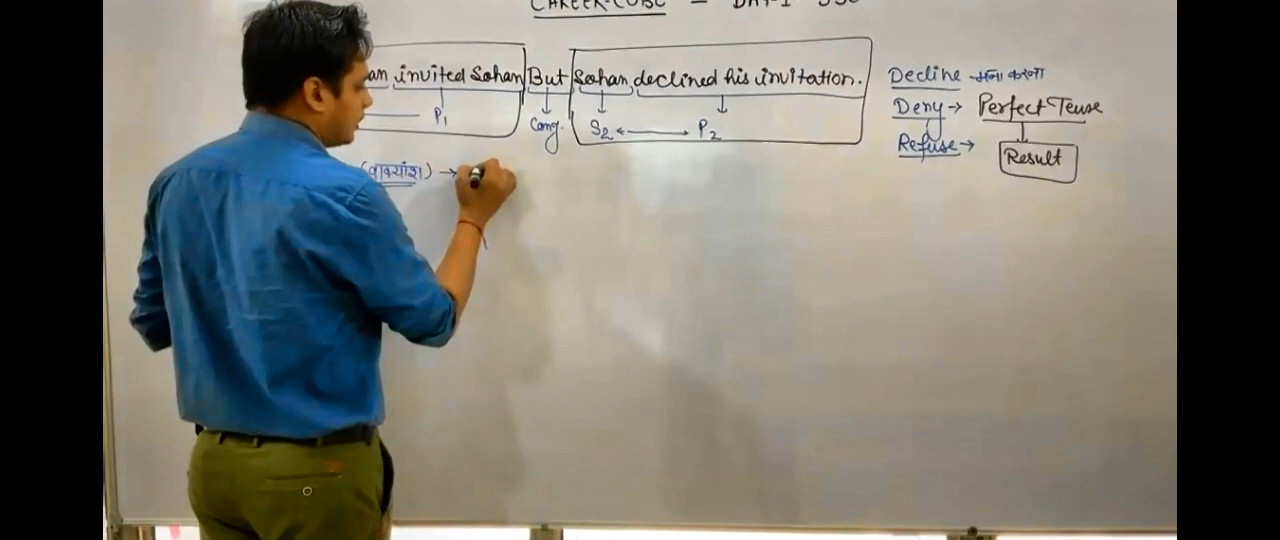 CAREER-CUBE - DAY-1
an invited Sohan But Sohan declined his invitation.
P1 Conj. S2 P2
(वाक्यांश) →
Decline → मना करना
Deny → Perfect Tense
Refuse → Result